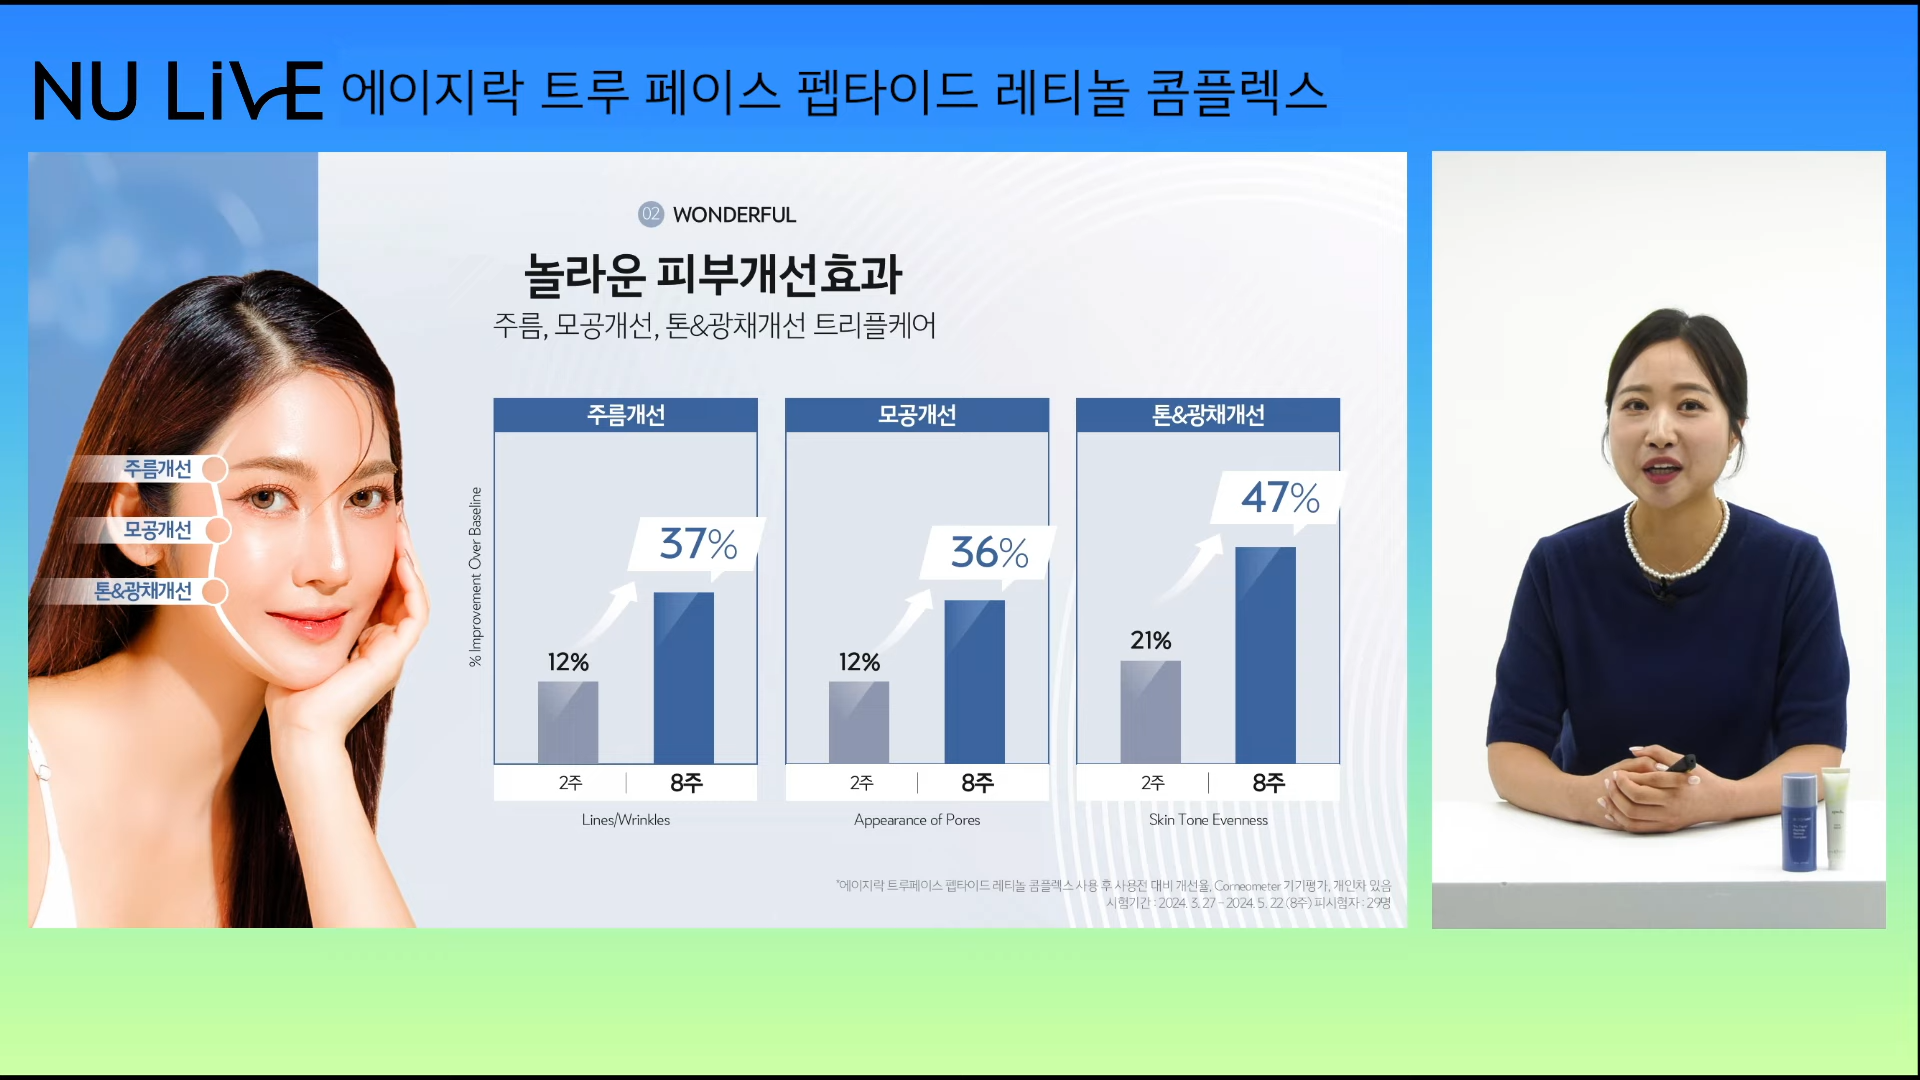 NU LiVE 에이지락 트루 페이스 펩타이드 레티놀 콤플렉스
02 WONDERFUL
놀라운 피부개선효과
주름, 모공개선, 톤&광채개선 트리플케어
주름개선
모공개선
톤&광채개선
% Improvement Over Baseline
주름개선
37%
12%
2주 | 8주
Lines/Wrinkles
모공개선
36%
12%
2주 | 8주
Appearance of Pores
톤&광채개선
47%
21%
2주 | 8주
Skin Tone Evenness
*에이지락 트루페이스 펩타이드 레티놀 콤플렉스 사용 후 사용전 대비 개선율, Corneometer 기기평가, 개인차 있음
시험기간 : 2024. 3. 27 - 2024. 5. 22 (8주) 피시험자 : 29명